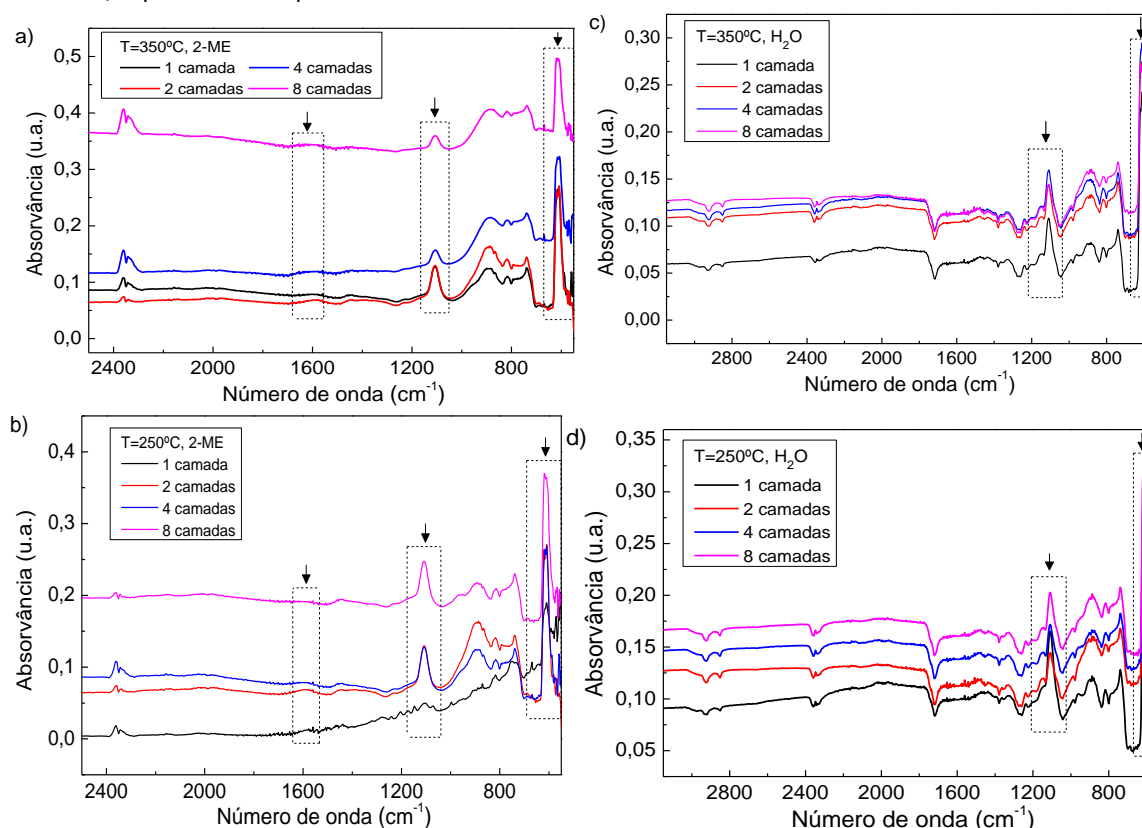 a)
T=350ºC, 2-ME
1 camada
2 camadas
4 camadas
8 camadas
Absorvância (u.a.)
0,5
0,4
0,3
0,2
0,1
0,0
2400 2000 1600 1200 800
Número de onda (cm-1)
c)
T=350ºC, H2O
1 camada
2 camadas
4 camadas
8 camadas
Absorvância (u.a.)
0,30
0,25
0,20
0,15
0,10
0,05
0,00
2800 2400 2000 1600 1200 800
Número de onda (cm-1)
b)
T=250ºC, 2-ME
1 camada
2 camadas
4 camadas
8 camadas
Absorvância (u.a.)
0,4
0,3
0,2
0,1
0,0
2400 2000 1600 1200 800
Número de onda (cm-1)
d)
T=250ºC, H2O
1 camada
2 camadas
4 camadas
8 camadas
Absorvância (u.a.)
0,35
0,30
0,25
0,20
0,15
0,10
0,05
2800 2400 2000 1600 1200 800
Número de onda (cm-1)